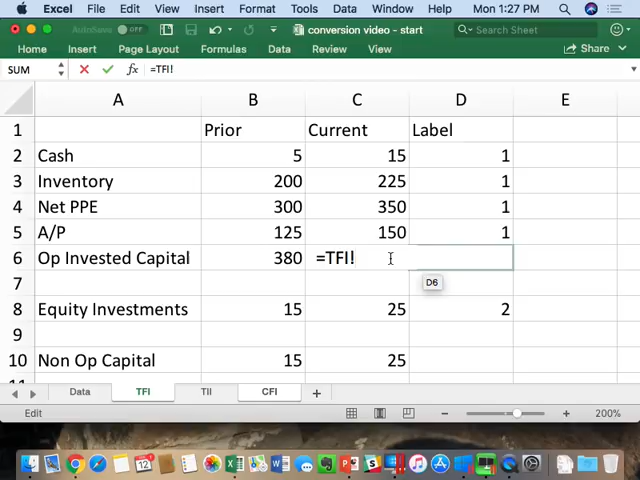 Excel File Edit View Insert Format Tools Data Window Help Mon 1:27 PM
AutoSave OFF conversion video - start Search Sheet
Home Insert Page Layout Formulas Data Review View Share
SUM fx =TFI!
A B C D E
1 Prior Current Label
2 Cash 5 15 1
3 Inventory 200 225 1
4 Net PPE 300 350 1
5 A/P 125 150 1
6 Op Invested Capital 380 =TFI!
D6
7
8 Equity Investments 15 25 2
9
10 Non Op Capital 15 25
11
Data TFI TII CFI
Edit 200%